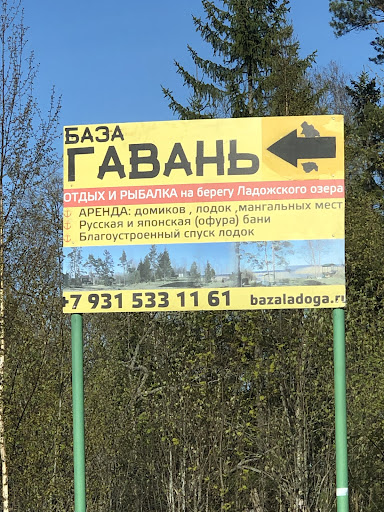 БАЗА
ГАВАНЬ
ОТДЫХ И РЫБАЛКА на берегу Ладожского озера
АРЕНДА: домиков , лодок ,мангальных мест
Русская и японская (офура) бани
Благоустроенный спуск лодок
+7 931 533 11 61 bazaladoga.ru